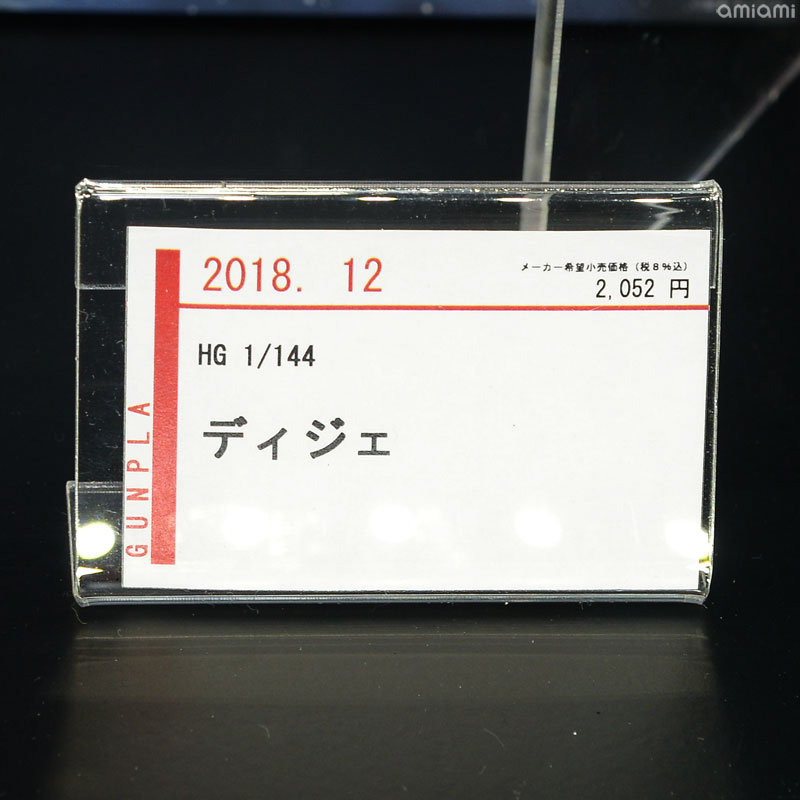 amiami
2018. 12
メーカー希望小売価格（税8%込）
2,052 円
HG 1/144
ディジェ
GUNPLA